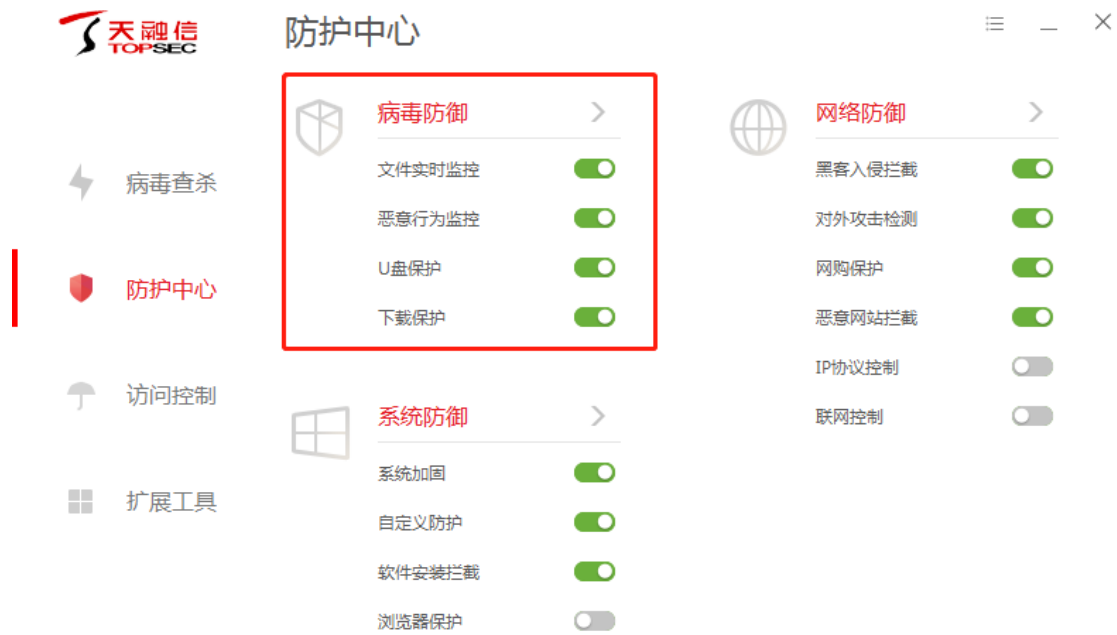 天融信
TOPSEC
防护中心
病毒查杀
防护中心
访问控制
扩展工具
病毒防御
文件实时监控
恶意行为监控
U盘保护
下载保护
系统防御
系统加固
自定义防护
软件安装拦截
浏览器保护
网络防御
黑客入侵拦截
对外攻击检测
网购保护
恶意网站拦截
IP协议控制
联网控制